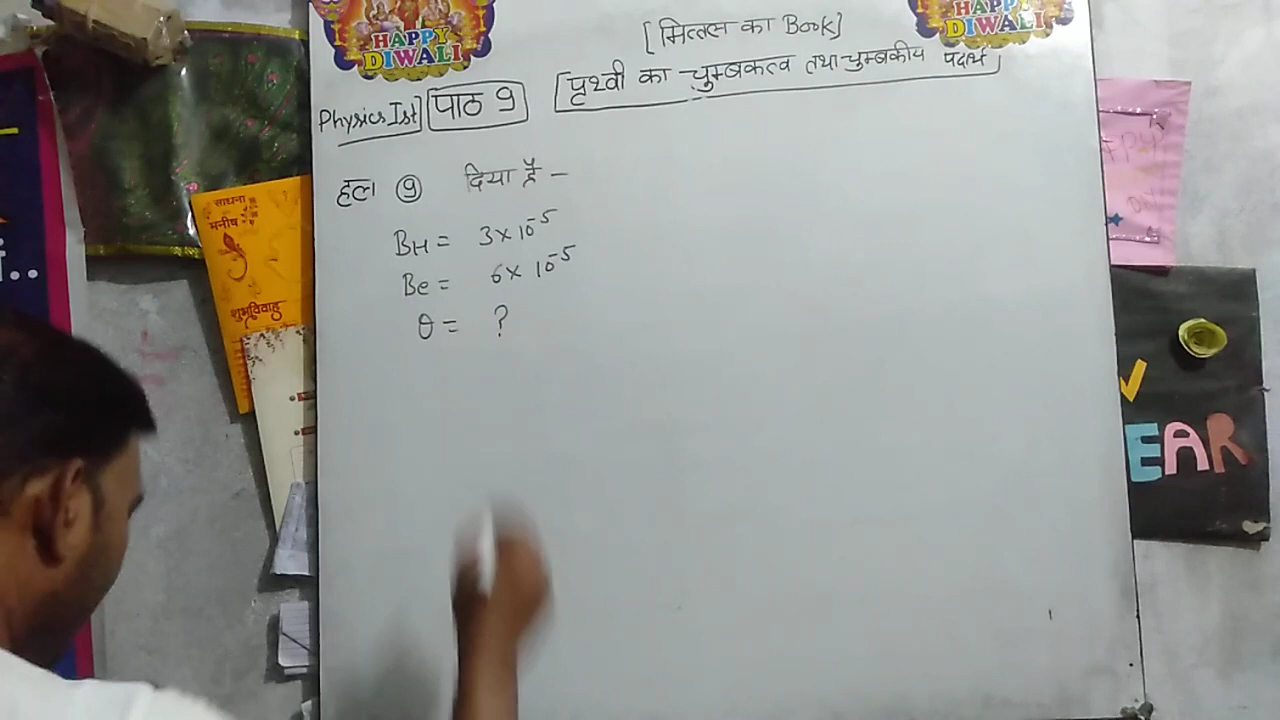 HAPPY
DIWALI
[मित्तल का Book]
HAPPY
DIWALI
Physics Ist पाठ 9 [पृथ्वी का चुम्बकत्व तथा चुम्बकीय पदार्थ]
हल 9 दिया है –
BH = 3×10⁻⁵
Be = 6×10⁻⁵
θ = ?
साधना
मनीष
शुभविवाह
EAR